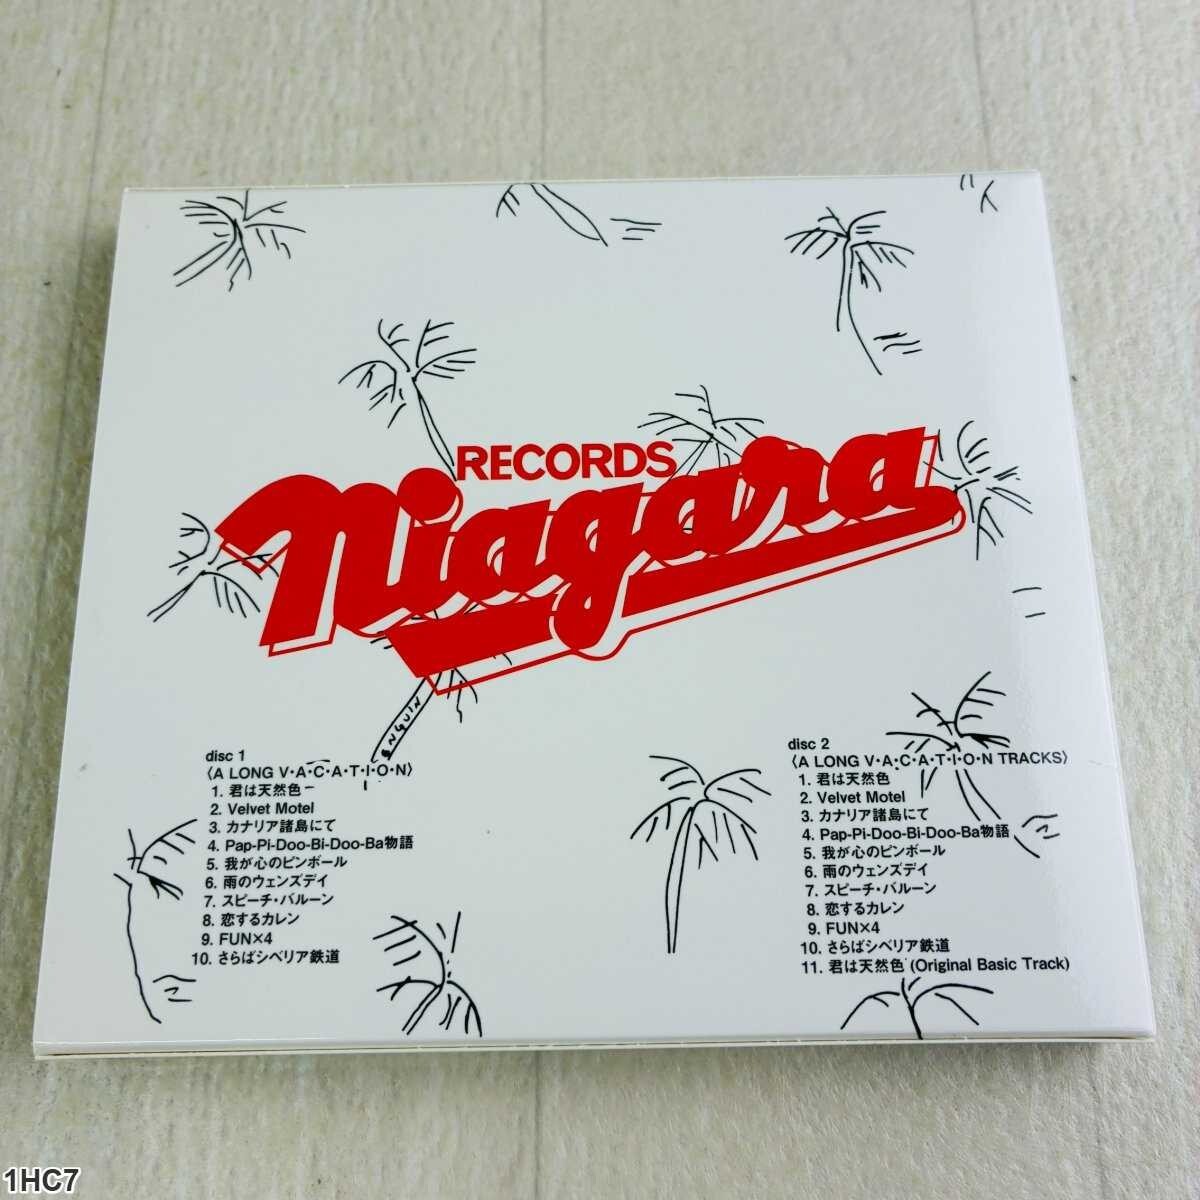 RECORDS
Niagara
ENGUIN
disc 1
〈A LONG V・A・C・A・T・I・O・N〉
1. 君は天然色
2. Velvet Motel
3. カナリア諸島にて
4. Pap-Pi-Doo-Bi-Doo-Ba物語
5. 我が心のピンボール
6. 雨のウェンズデイ
7. スピーチ・バルーン
8. 恋するカレン
9. FUN×4
10. さらばシベリア鉄道
disc 2
〈A LONG V・A・C・A・T・I・O・N TRACKS〉
1. 君は天然色
2. Velvet Motel
3. カナリア諸島にて
4. Pap-Pi-Doo-Bi-Doo-Ba物語
5. 我が心のピンボール
6. 雨のウェンズデイ
7. スピーチ・バルーン
8. 恋するカレン
9. FUN×4
10. さらばシベリア鉄道
11. 君は天然色 (Original Basic Track)
1HC7